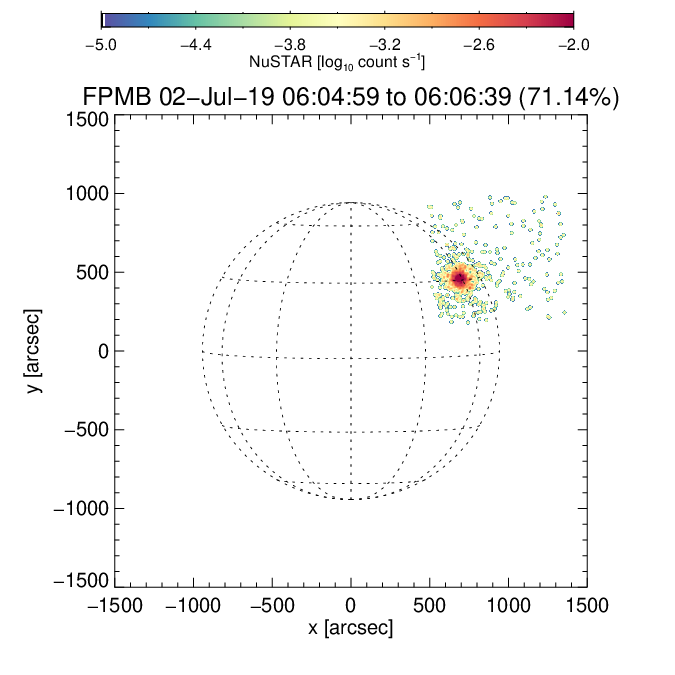 −5.0 −4.4 −3.8 −3.2 −2.6 −2.0
NuSTAR [log₁₀ count s⁻¹]
FPMB 02−Jul−19 06:04:59 to 06:06:39 (71.14%)
1500
1000
500
0
−500
−1000
−1500
y [arcsec]
−1500 −1000 −500 0 500 1000 1500
x [arcsec]